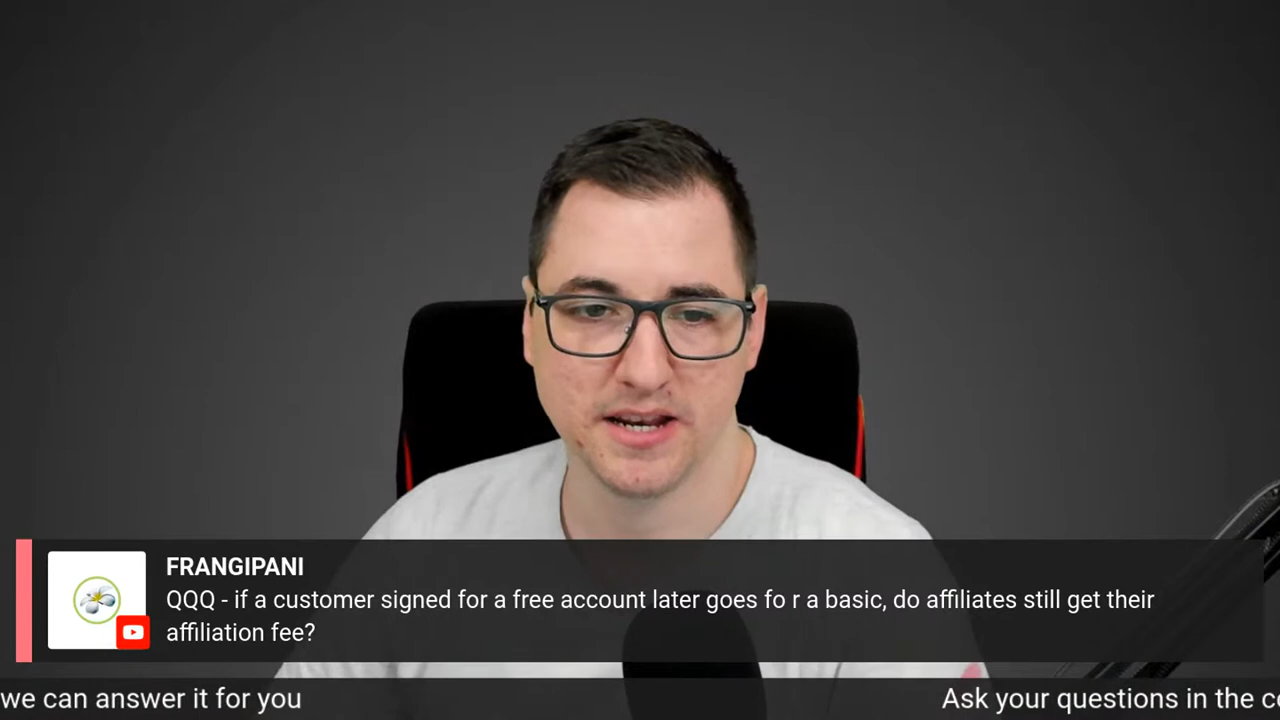 FRANGIPANI
QQQ - if a customer signed for a free account later goes fo r a basic, do affiliates still get their
affiliation fee?
we can answer it for you
Ask your questions in the